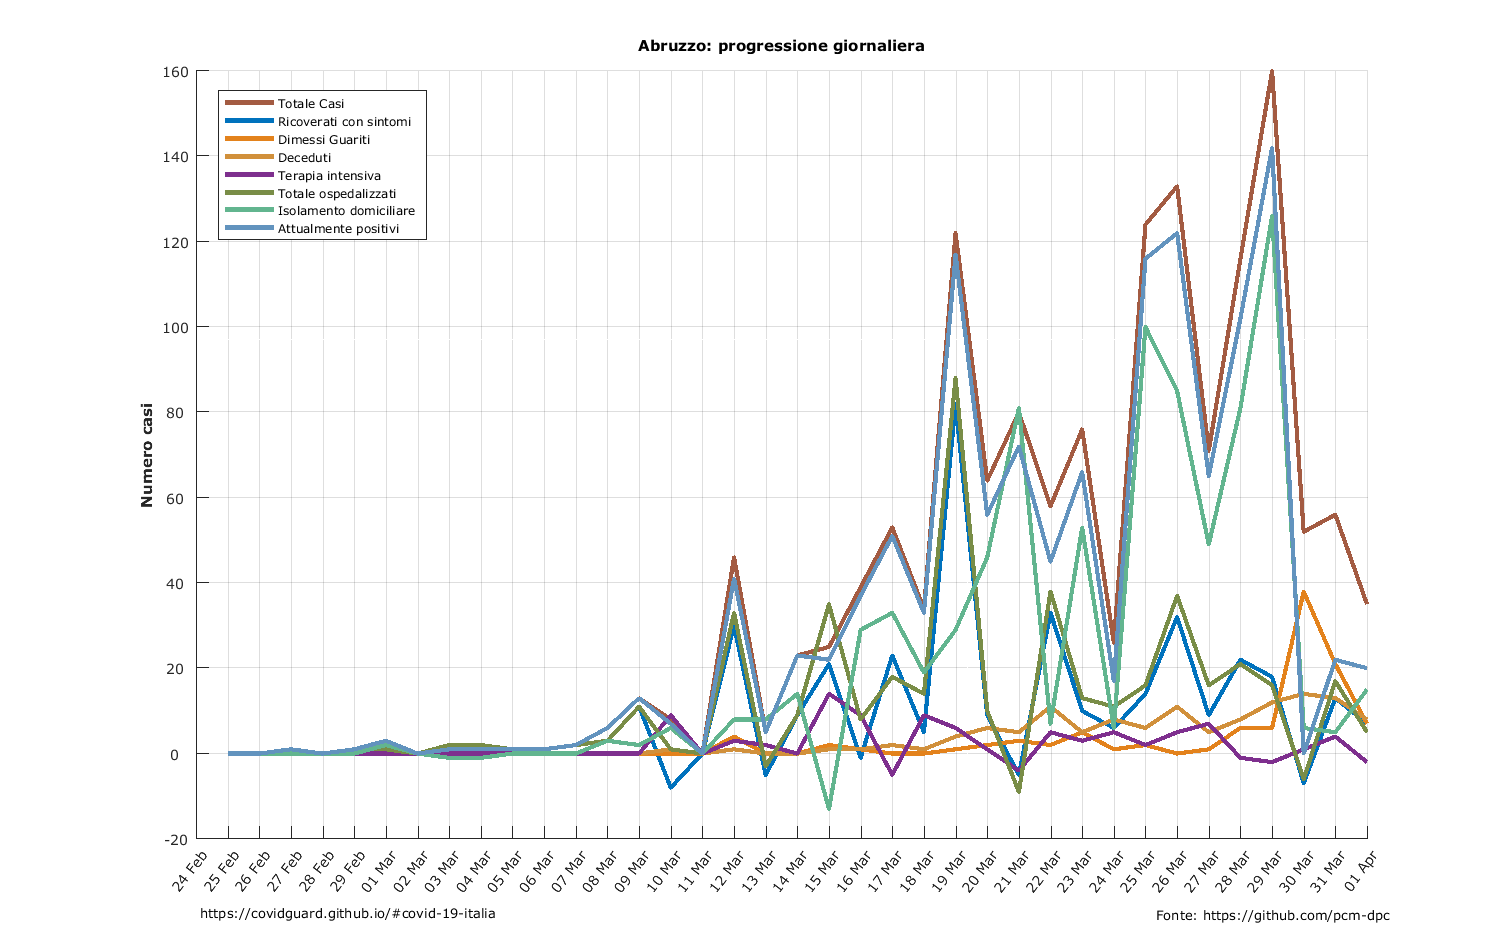 Abruzzo: progressione giornaliera
160
140
120
100
80
60
40
20
0
-20
Numero casi
Totale Casi
Ricoverati con sintomi
Dimessi Guariti
Deceduti
Terapia intensiva
Totale ospedalizzati
Isolamento domiciliare
Attualmente positivi
24 Feb
25 Feb
26 Feb
27 Feb
28 Feb
29 Feb
01 Mar
02 Mar
03 Mar
04 Mar
05 Mar
06 Mar
07 Mar
08 Mar
09 Mar
10 Mar
11 Mar
12 Mar
13 Mar
14 Mar
15 Mar
16 Mar
17 Mar
18 Mar
19 Mar
20 Mar
21 Mar
22 Mar
23 Mar
24 Mar
25 Mar
26 Mar
27 Mar
28 Mar
29 Mar
30 Mar
31 Mar
01 Apr
https://covidguard.github.io/#covid-19-italia
Fonte: https://github.com/pcm-dpc